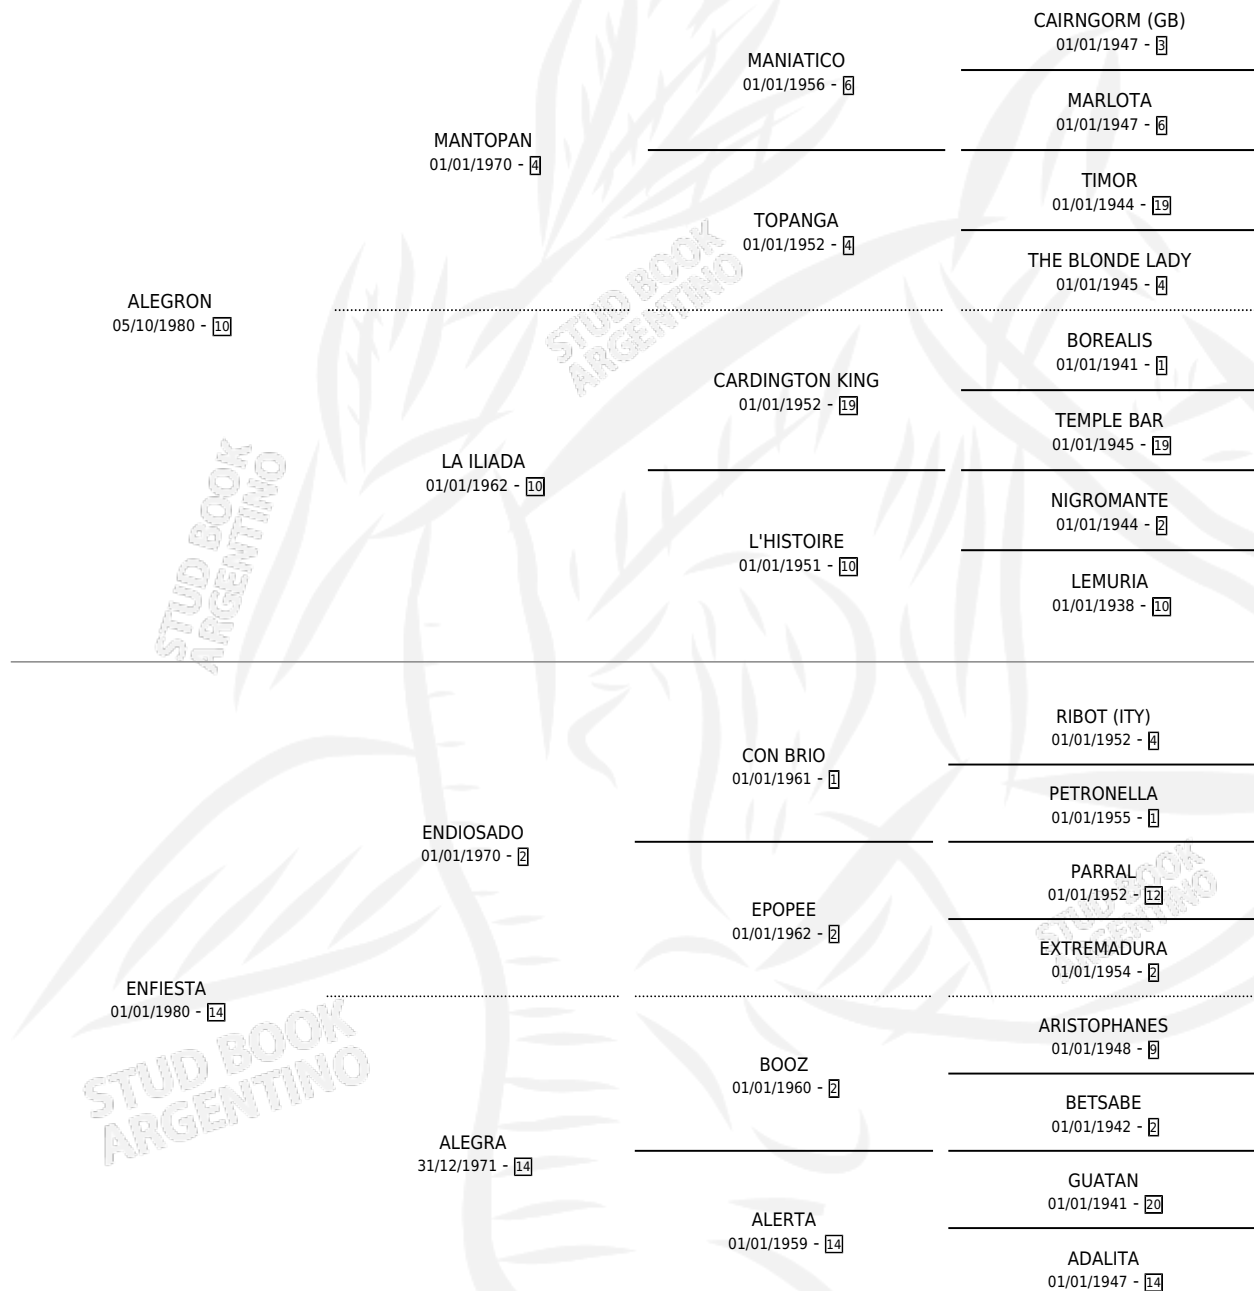 CAIRNGORM (GB)
01/01/1947 - 3
MANIATICO
01/01/1956 - 6
MARLOTA
01/01/1947 - 6
MANTOPAN
01/01/1970 - 4
TIMOR
01/01/1944 - 19
TOPANGA
01/01/1952 - 4
THE BLONDE LADY
01/01/1945 - 4
ALEGRON
05/10/1980 - 10
BOREALIS
01/01/1941 - 1
CARDINGTON KING
01/01/1952 - 19
TEMPLE BAR
01/01/1945 - 19
LA ILIADA
01/01/1962 - 10
NIGROMANTE
01/01/1944 - 2
L'HISTOIRE
01/01/1951 - 10
LEMURIA
01/01/1938 - 10
RIBOT (ITY)
01/01/1952 - 4
CON BRIO
01/01/1961 - 1
PETRONELLA
01/01/1955 - 1
ENDIOSADO
01/01/1970 - 2
PARRAL
01/01/1952 - 12
EPOPEE
01/01/1962 - 2
EXTREMADURA
01/01/1954 - 2
ENFIESTA
01/01/1980 - 14
ARISTOPHANES
01/01/1948 - 9
BOOZ
01/01/1960 - 2
BETSABE
01/01/1942 - 2
ALEGRA
31/12/1971 - 14
GUATAN
01/01/1941 - 20
ALERTA
01/01/1959 - 14
ADALITA
01/01/1947 - 14
STUD BOOK
ARGENTINO
STUD BOOK
ARGENTINO
STUD BOOK
ARGENTINO
STUD BOOK
ARGENTINO